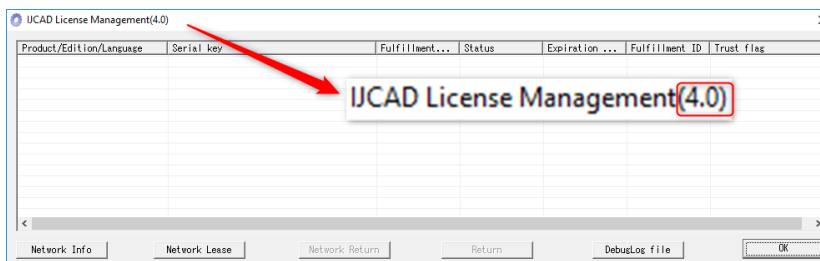 IJCAD License Management(4.0)
Product/Edition/Language Serial key Fulfillment... Status Expiration ... Fulfillment ID Trust flag
IJCAD License Management(4.0)
Network Info Network Lease Network Return Return DebugLog file OK